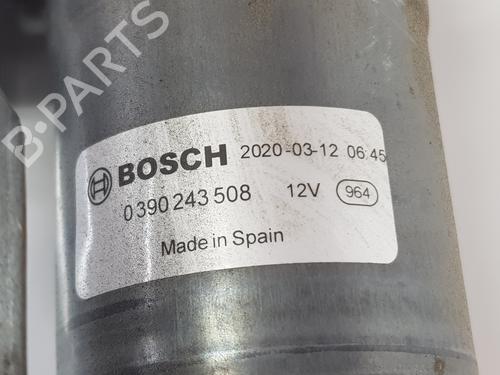 B-PARTS
BOSCH 2020-03-12 06:45
0 390 243 508 12V 964
Made in Spain